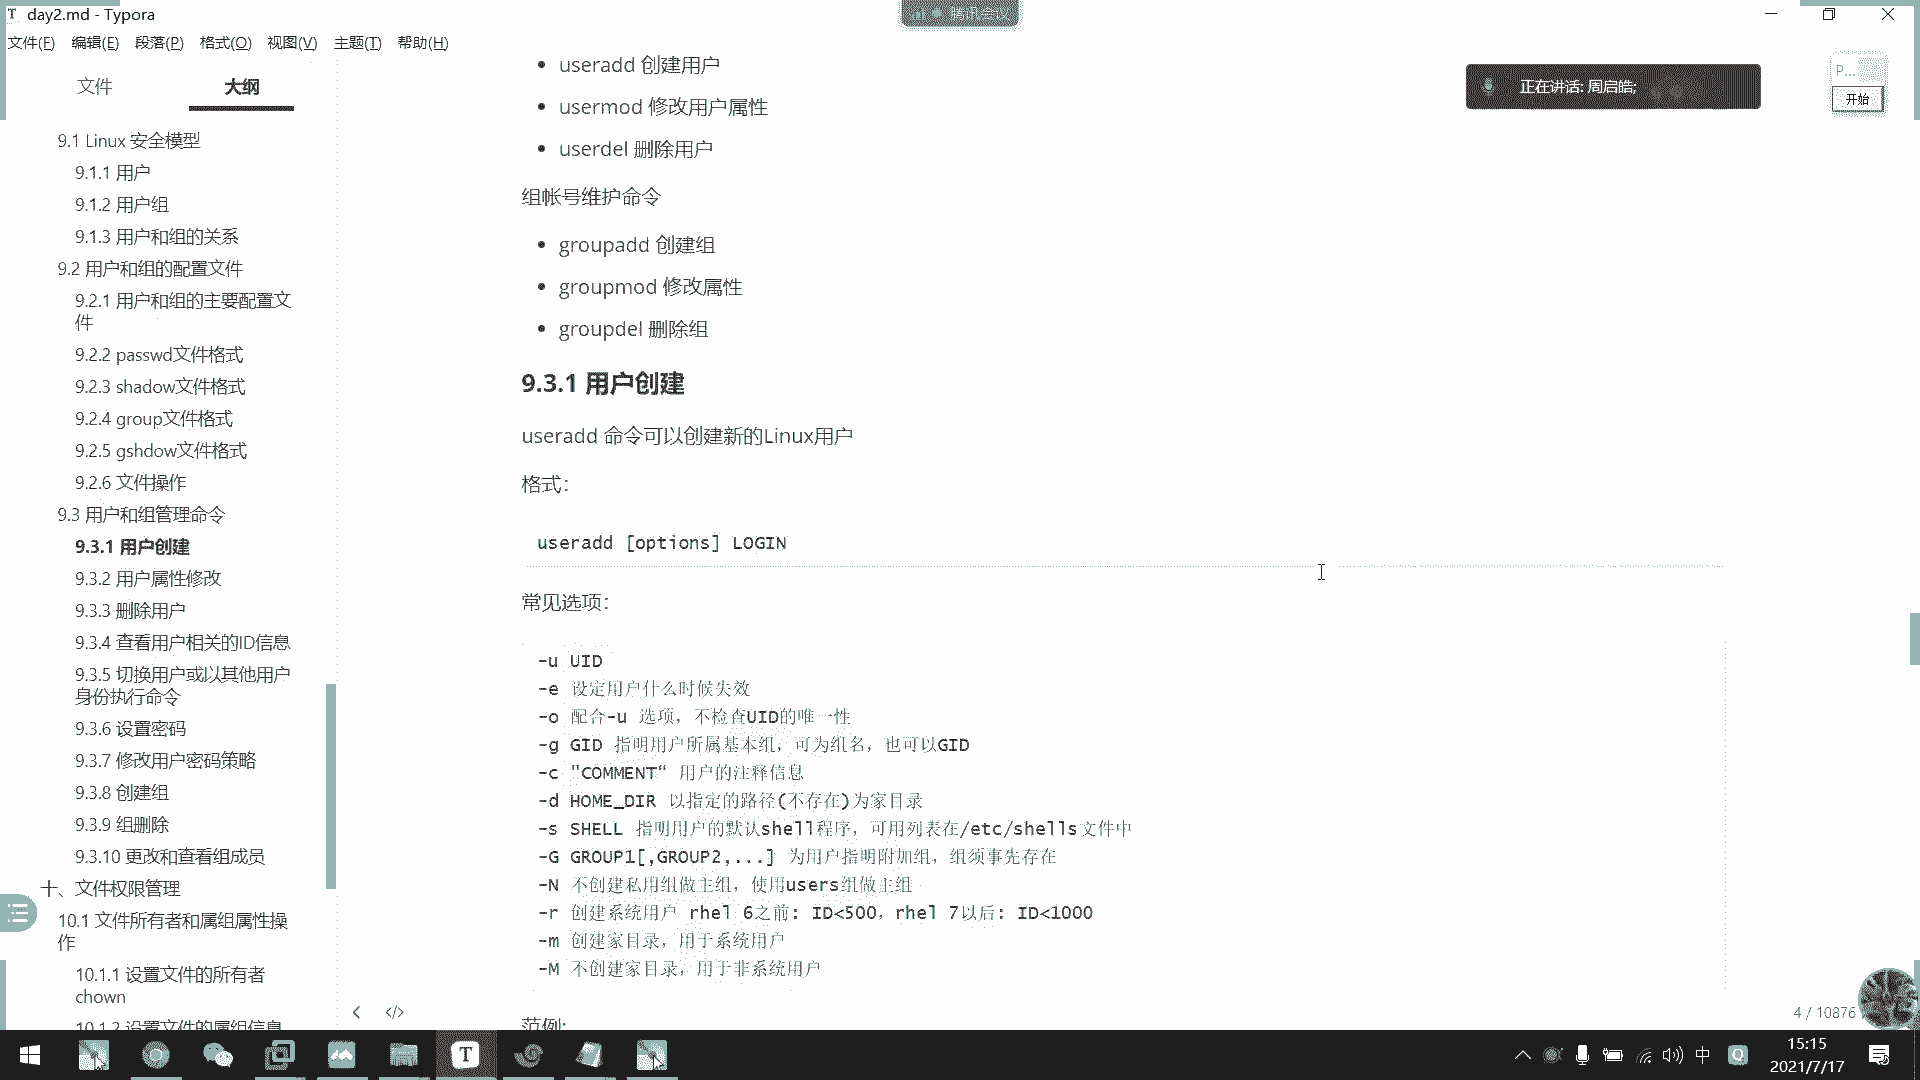 day2.md - Typora
腾讯会议
文件(F) 编辑(E) 段落(P) 格式(O) 视图(V) 主题(T) 帮助(H)
文件 大纲
9.1 Linux 安全模型
9.1.1 用户
9.1.2 用户组
9.1.3 用户和组的关系
9.2 用户和组的配置文件
9.2.1 用户和组的主要配置文
件
9.2.2 passwd文件格式
9.2.3 shadow文件格式
9.2.4 group文件格式
9.2.5 gshdow文件格式
9.2.6 文件操作
9.3 用户和组管理命令
9.3.1 用户创建
9.3.2 用户属性修改
9.3.3 删除用户
9.3.4 查看用户相关的ID信息
9.3.5 切换用户或以其他用户
身份执行命令
9.3.6 设置密码
9.3.7 修改用户密码策略
9.3.8 创建组
9.3.9 组删除
9.3.10 更改和查看组成员
十、文件权限管理
10.1 文件所有者和属组属性操
作
10.1.1 设置文件的所有者
chown
10.1.2 设置文件的属组信息
useradd 创建用户
usermod 修改用户属性
userdel 删除用户
组帐号维护命令
groupadd 创建组
groupmod 修改属性
groupdel 删除组
9.3.1 用户创建
useradd 命令可以创建新的Linux用户
格式：
useradd [options] LOGIN
常见选项：
-u UID
-e 设定用户什么时候失效
-o 配合-u 选项，不检查UID的唯一性
-g GID 指明用户所属基本组，可为组名，也可以GID
-c "COMMENT“ 用户的注释信息
-d HOME_DIR 以指定的路径(不存在)为家目录
-s SHELL 指明用户的默认shell程序，可用列表在/etc/shells文件中
-G GROUP1[,GROUP2,...] 为用户指明附加组，组须事先存在
-N 不创建私用组做主组，使用users组做主组
-r 创建系统用户 rhel 6之前: ID<500，rhel 7以后: ID<1000
-m 创建家目录，用于系统用户
-M 不创建家目录，用于非系统用户
范例:
正在讲话: 周启皓;
P...
开始
4 / 10876
中
15:15
2021/7/17